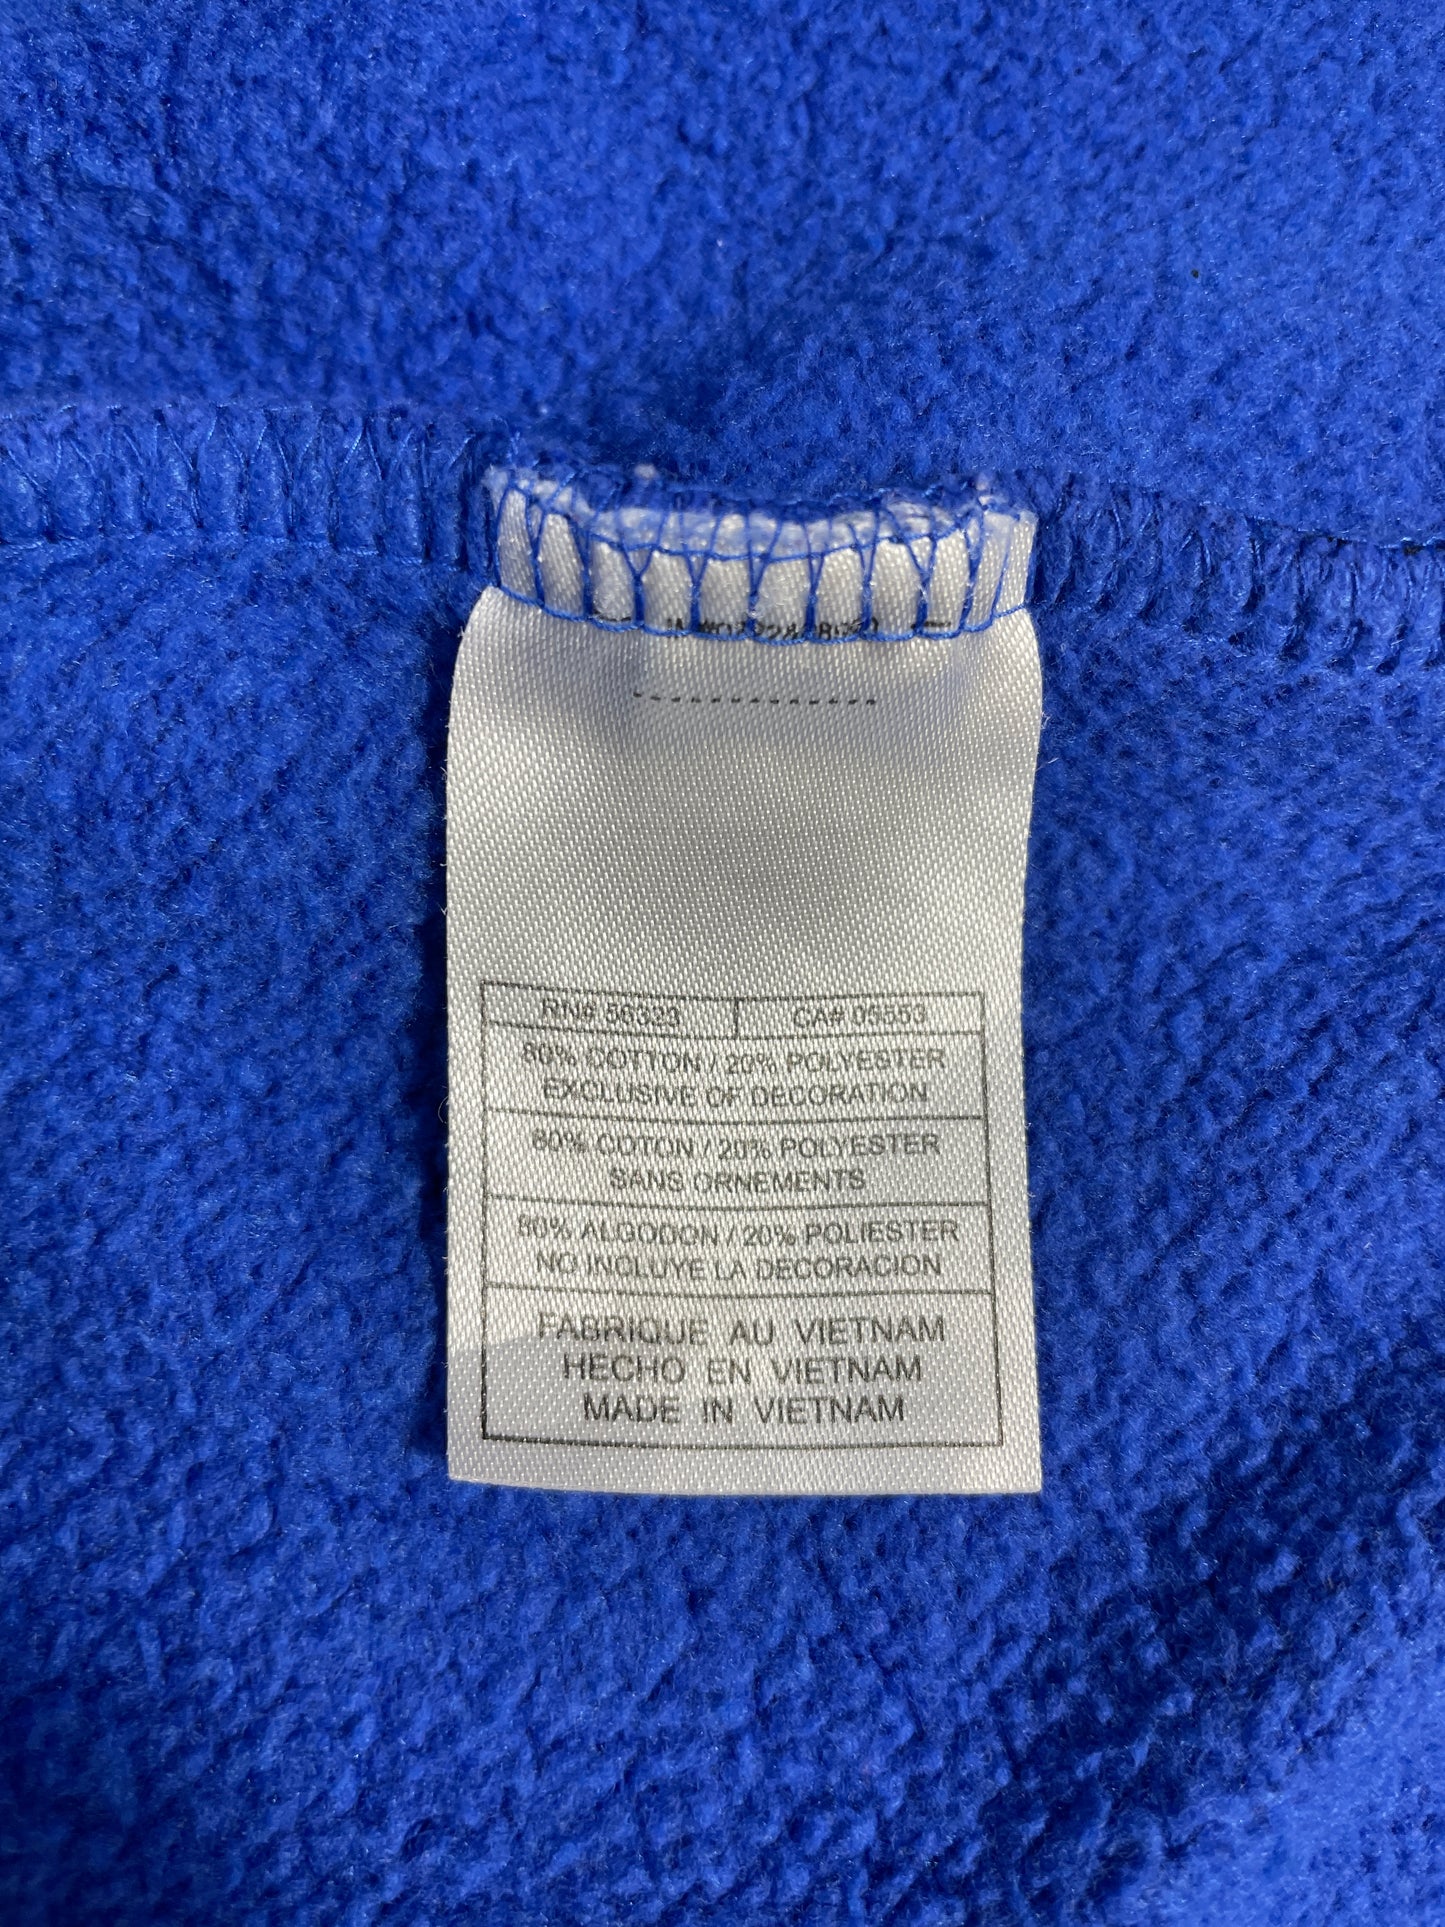 RN# 56323 CA# 05553
80% COTTON / 20% POLYESTER
EXCLUSIVE OF DECORATION
80% COTON / 20% POLYESTER
SANS ORNEMENTS
80% ALGODON / 20% POLIESTER
NO INCLUYE LA DECORACION
FABRIQUE AU VIETNAM
HECHO EN VIETNAM
MADE IN VIETNAM